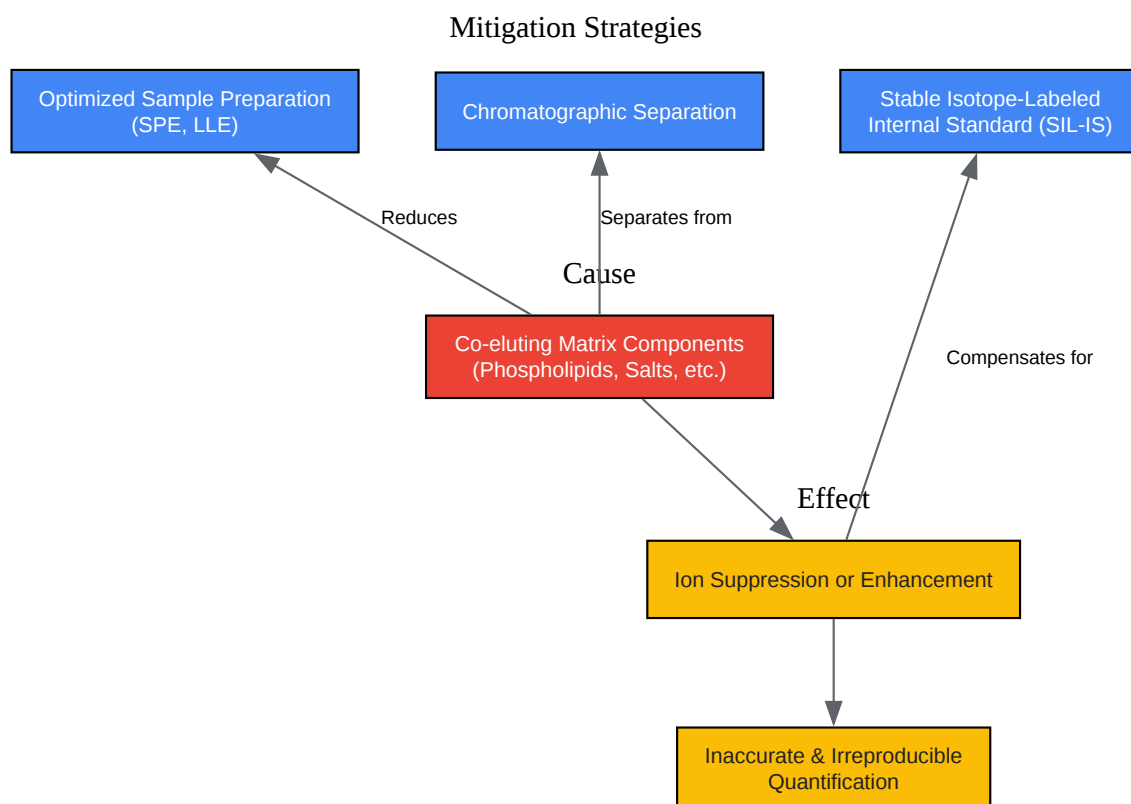 Mitigation Strategies
Optimized Sample Preparation
(SPE, LLE)
Chromatographic Separation
Stable Isotope-Labeled
Internal Standard (SIL-IS)
Reduces
Separates from
Cause
Co-eluting Matrix Components
(Phospholipids, Salts, etc.)
Compensates for
Effect
Ion Suppression or Enhancement
Inaccurate & Irreproducible
Quantification